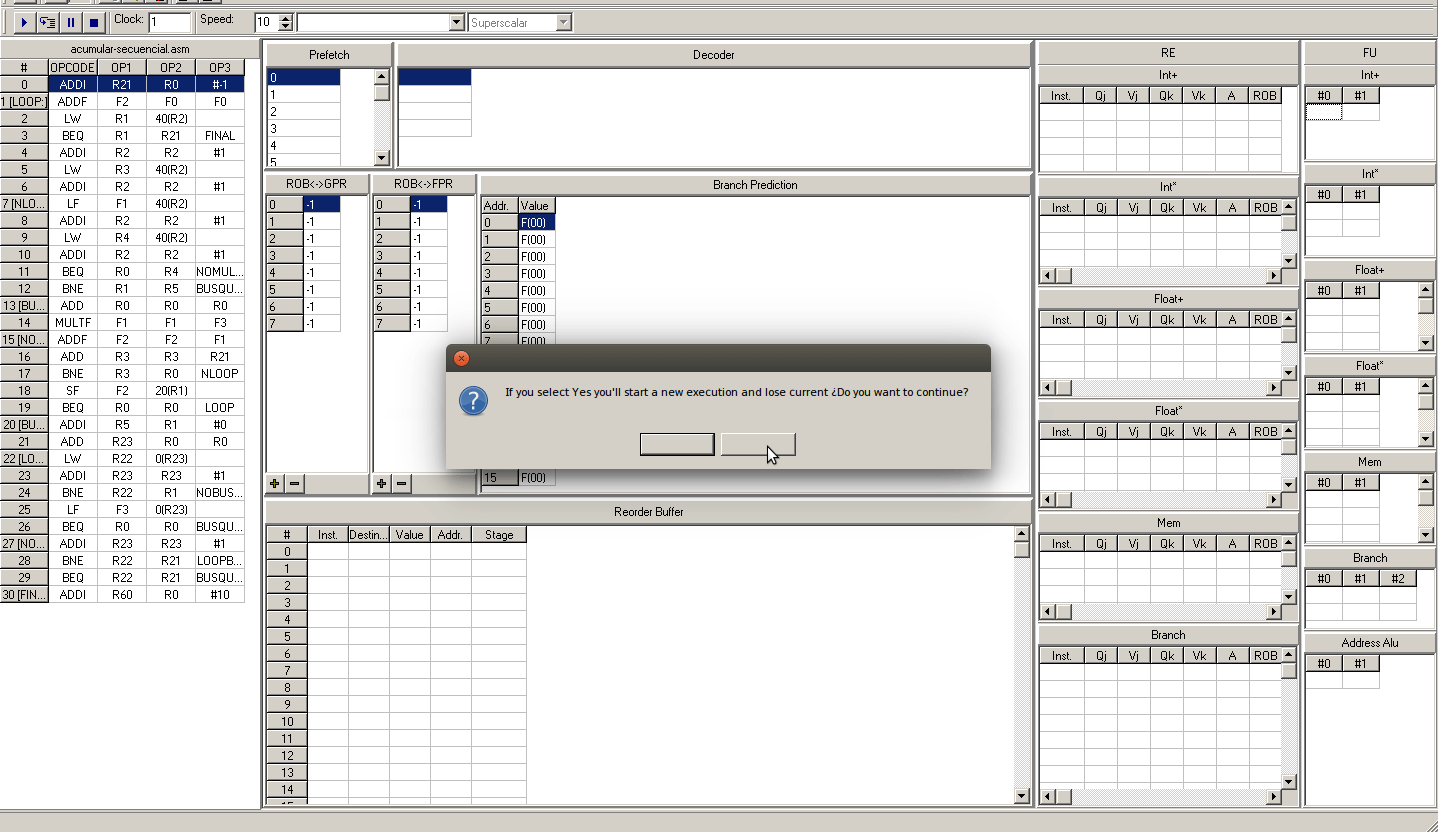 Clock: 1 Speed: 10 Superscalar
acumular-secuencial.asm
# OPCODE OP1 OP2 OP3
0 ADDI R21 R0 #-1
1 [LOOP:] ADDF F2 F0 F0
2 LW R1 40(R2)
3 BEQ R1 R21 FINAL
4 ADDI R2 R2 #1
5 LW R3 40(R2)
6 ADDI R2 R2 #1
7 [NLO... LF F1 40(R2)
8 ADDI R2 R2 #1
9 LW R4 40(R2)
10 ADDI R2 R2 #1
11 BEQ R0 R4 NOMUL...
12 BNE R1 R5 BUSQU...
13 [BU... ADD R0 R0 R0
14 MULTF F1 F1 F3
15 [NO... ADDF F2 F2 F1
16 ADD R3 R3 R21
17 BNE R3 R0 NLOOP
18 SF F2 20(R1)
19 BEQ R0 R0 LOOP
20 [BU... ADDI R5 R1 #0
21 ADD R23 R0 R0
22 [LO... LW R22 0(R23)
23 ADDI R23 R23 #1
24 BNE R22 R1 NOBUS...
25 LF F3 0(R23)
26 BEQ R0 R0 BUSQU...
27 [NO... ADDI R23 R23 #1
28 BNE R22 R21 LOOPB...
29 BEQ R22 R21 BUSQU...
30 [FIN... ADDI R60 R0 #10
Prefetch
0
1
2
3
4
5
Decoder
ROB<->GPR
0 -1
1 -1
2 -1
3 -1
4 -1
5 -1
6 -1
7 -1
ROB<->FPR
0 -1
1 -1
2 -1
3 -1
4 -1
5 -1
6 -1
7 -1
Branch Prediction
Addr. Value
0 F(00)
1 F(00)
2 F(00)
3 F(00)
4 F(00)
5 F(00)
6 F(00)
7 F(00)
15 F(00)
If you select Yes you'll start a new execution and lose current ¿Do you want to continue?
Reorder Buffer
# Inst. Destin... Value Addr. Stage
0
1
2
3
4
5
6
7
8
9
10
11
12
13
14
RE
Int+
Inst. Qj Vj Qk Vk A ROB
Int*
Inst. Qj Vj Qk Vk A ROB
Float+
Inst. Qj Vj Qk Vk A ROB
Float*
Inst. Qj Vj Qk Vk A ROB
Mem
Inst. Qj Vj Qk Vk A ROB
Branch
Inst. Qj Vj Qk Vk A ROB
FU
Int+
#0 #1
Int*
#0 #1
Float+
#0 #1
Float*
#0 #1
Mem
#0 #1
Branch
#0 #1 #2
Address Alu
#0 #1